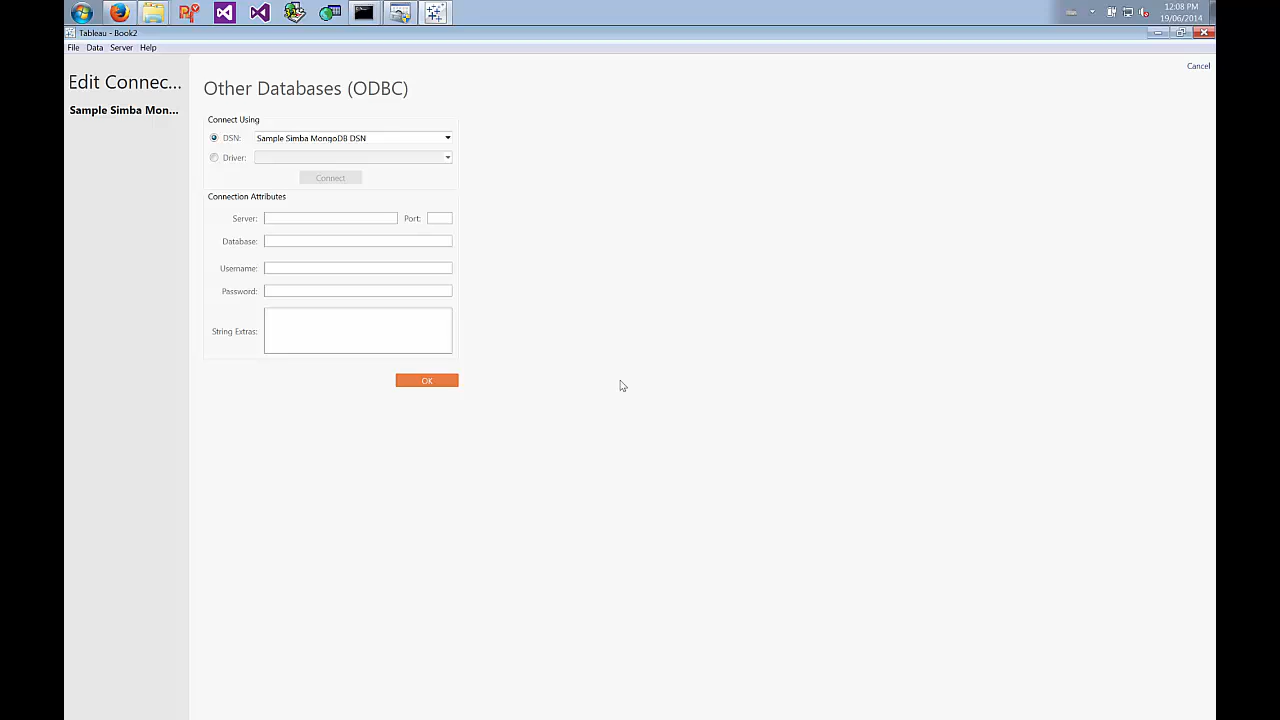 12:08 PM
19/06/2014
Tableau - Book2
File Data Server Help
Cancel
Edit Connec...
Sample Simba Mon...
Other Databases (ODBC)
Connect Using
DSN: Sample Simba MongoDB DSN
Driver:
Connect
Connection Attributes
Server: Port:
Database:
Username:
Password:
String Extras:
OK